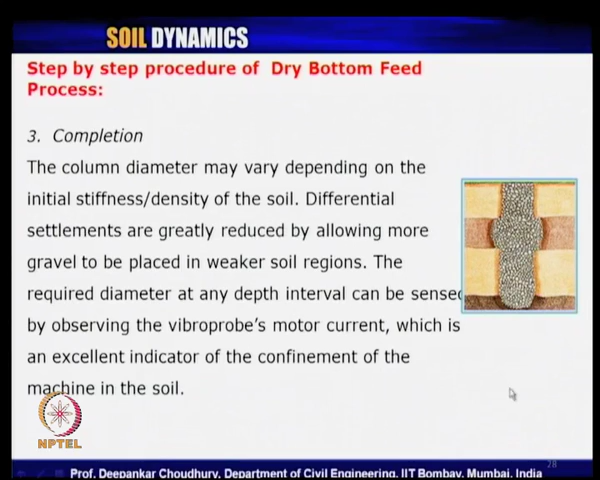 SOIL DYNAMICS
Step by step procedure of Dry Bottom Feed
Process:
3. Completion
The column diameter may vary depending on the
initial stiffness/density of the soil. Differential
settlements are greatly reduced by allowing more
gravel to be placed in weaker soil regions. The
required diameter at any depth interval can be sensed
by observing the vibroprobe's motor current, which is
an excellent indicator of the confinement of the
machine in the soil.
NPTEL
28
Prof. Deepankar Choudhury, Department of Civil Engineering, IIT Bombay, Mumbai, India